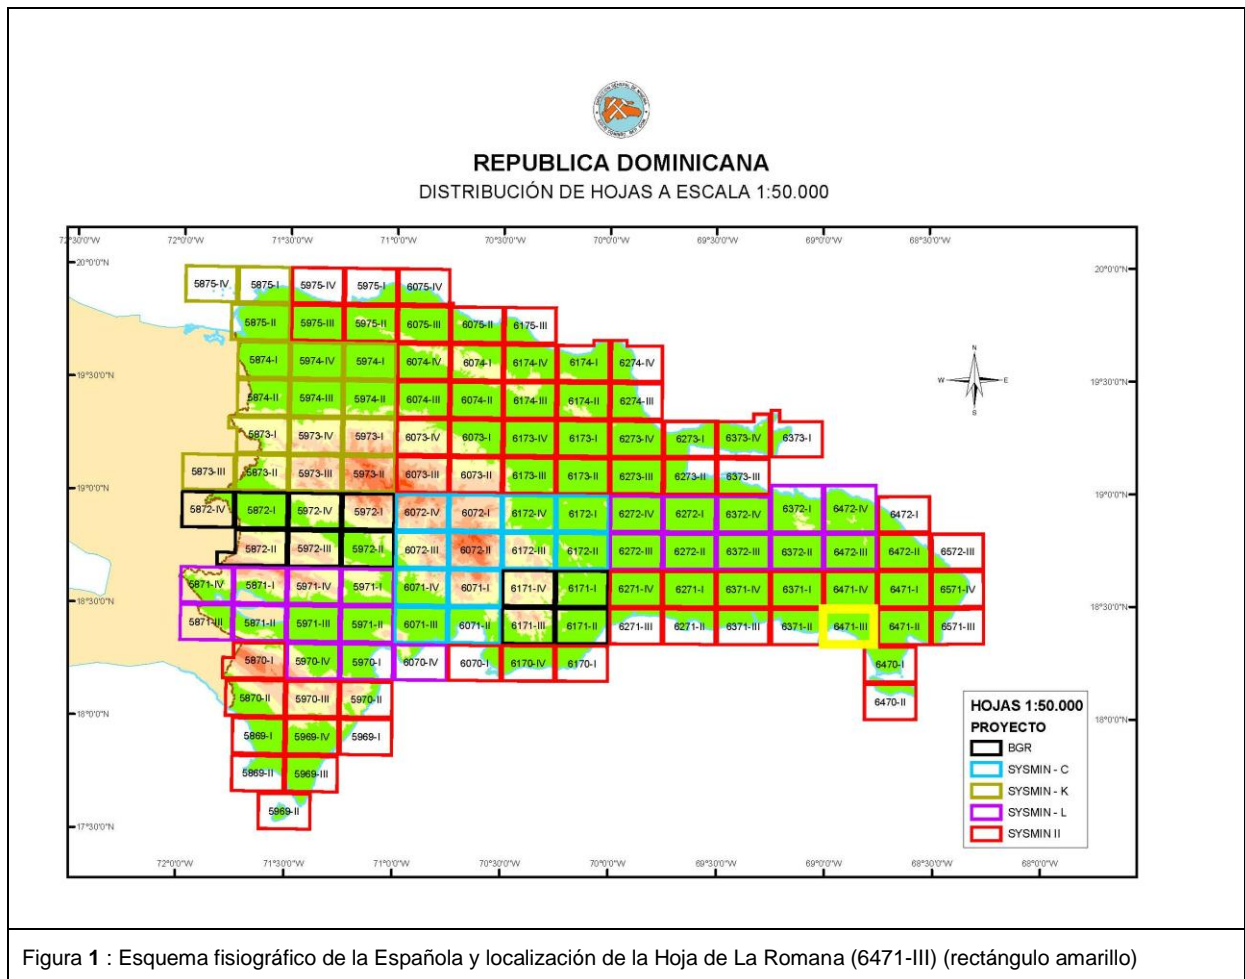 REPUBLICA DOMINICANA
DISTRIBUCIÓN DE HOJAS A ESCALA 1:50.000
72°30'0"W 72°0'0"W 71°30'0"W 71°0'0"W 70°30'0"W 70°0'0"W 69°30'0"W 69°0'0"W 68°30'0"W
20°0'0"N 20°0'0"N
5875-IV 5875-I 5975-IV 5975-I 6075-IV
5875-II 5975-III 5975-II 6075-III 6075-II 6175-III
5874-I 5974-IV 5974-I 6074-IV 6074-I 6174-IV 6174-I 6274-IV
19°30'0"N 19°30'0"N
N
W E
S
5874-II 5974-III 5974-II 6074-III 6074-II 6174-III 6174-II 6274-III
5873-I 5973-IV 5973-I 6073-IV 6073-I 6173-IV 6173-I 6273-IV 6273-I 6373-IV 6373-I
5873-III 5873-II 5973-III 5973-II 6073-III 6073-II 6173-III 6173-II 6273-III 6273-II 6373-III
19°0'0"N 19°0'0"N
5872-IV 5872-I 5972-IV 5972-I 6072-IV 6072-I 6172-IV 6172-I 6272-IV 6272-I 6372-IV 6372-I 6472-IV 6472-I
5872-II 5972-III 5972-II 6072-III 6072-II 6172-III 6172-II 6272-III 6272-II 6372-III 6372-II 6472-III 6472-II 6572-III
5871-IV 5871-I 5971-IV 5971-I 6071-IV 6071-I 6171-IV 6171-I 6271-IV 6271-I 6371-IV 6371-I 6471-IV 6471-I 6571-IV
18°30'0"N 18°30'0"N
5871-III 5871-II 5971-III 5971-II 6071-III 6071-II 6171-III 6171-II 6271-III 6271-II 6371-III 6371-II 6471-III 6471-II 6571-III
5870-I 5970-IV 5970-I 6070-IV 6070-I 6170-IV 6170-I 6470-I
5870-II 5970-III 5970-II 6470-II
18°0'0"N 18°0'0"N
5869-I 5969-IV 5969-I
5869-II 5969-III
5969-II
17°30'0"N
HOJAS 1:50.000
PROYECTO
BGR
SYSMIN - C
SYSMIN - K
SYSMIN - L
SYSMIN II
72°0'0"W 71°30'0"W 71°0'0"W 70°30'0"W 70°0'0"W 69°30'0"W 69°0'0"W 68°30'0"W 68°0'0"W
Figura 1 : Esquema fisiográfico de la Española y localización de la Hoja de La Romana (6471-III) (rectángulo amarillo)